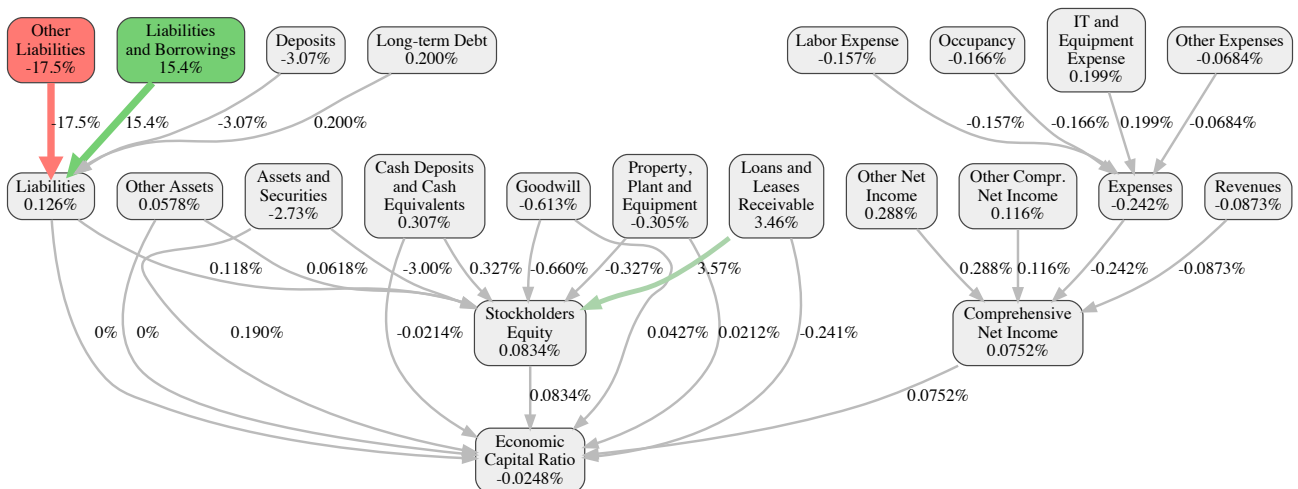 Other
Liabilities
-17.5%
Liabilities
and Borrowings
15.4%
Deposits
-3.07%
Long-term Debt
0.200%
Labor Expense
-0.157%
Occupancy
-0.166%
IT and
Equipment
Expense
0.199%
Other Expenses
-0.0684%
-17.5%
15.4%
-3.07%
0.200%
-0.157%
-0.166%
0.199%
-0.0684%
Liabilities
0.126%
Other Assets
0.0578%
Assets and
Securities
-2.73%
Cash Deposits
and Cash
Equivalents
0.307%
Goodwill
-0.613%
Property,
Plant and
Equipment
-0.305%
Loans and
Leases
Receivable
3.46%
Other Net
Income
0.288%
Other Compr.
Net Income
0.116%
Expenses
-0.242%
Revenues
-0.0873%
0.118%
0.0618%
-3.00%
0.327%
-0.660%
-0.327%
3.57%
0.288%
0.116%
-0.242%
-0.0873%
Stockholders
Equity
0.0834%
Comprehensive
Net Income
0.0752%
0%
0%
0.190%
-0.0214%
0.0427%
0.0212%
-0.241%
0.0834%
0.0752%
Economic
Capital Ratio
-0.0248%